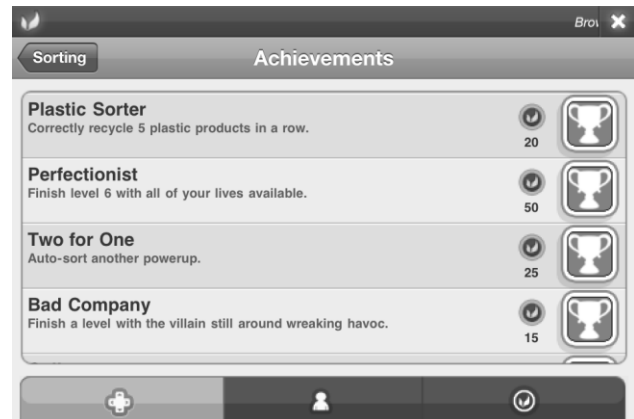 Brow
Sorting
Achievements
Plastic Sorter
Correctly recycle 5 plastic products in a row.
20
Perfectionist
Finish level 6 with all of your lives available.
50
Two for One
Auto-sort another powerup.
25
Bad Company
Finish a level with the villain still around wreaking havoc.
15